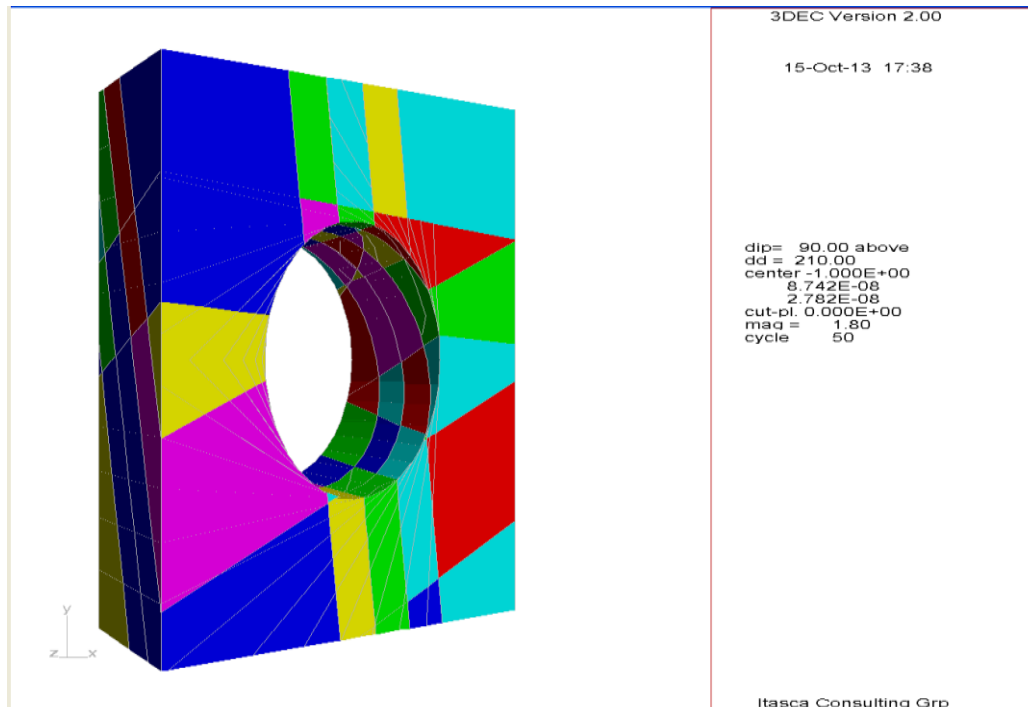 3DEC Version 2.00
15-Oct-13 17:38
dip= 90.00 above
dd = 210.00
center -1.000E+00
8.742E-08
2.782E-08
cut-pl. 0.000E+00
mag = 1.80
cycle 50
y
z x
Itasca Consulting Grp